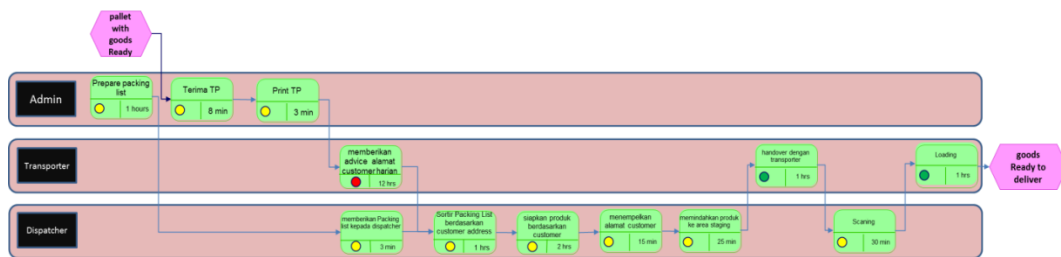 pallet
with
goods
Ready
Admin
Prepare packing
list
1 hours
Terima TP
8 min
Print TP
3 min
Transporter
memberikan
advice alamat
customer harian
12 hrs
handover dengan
transporter
1 hrs
Loading
1 hrs
goods
Ready to
deliver
Dispatcher
memberikan Packing
list kepada dispatcher
3 min
Sortir Packing List
berdasarkan
customer address
1 hrs
siapkan produk
berdasarkan
customer
2 hrs
menempelkan
alamat customer
15 min
memindahkan produk
ke area staging
25 min
Scaning
30 min